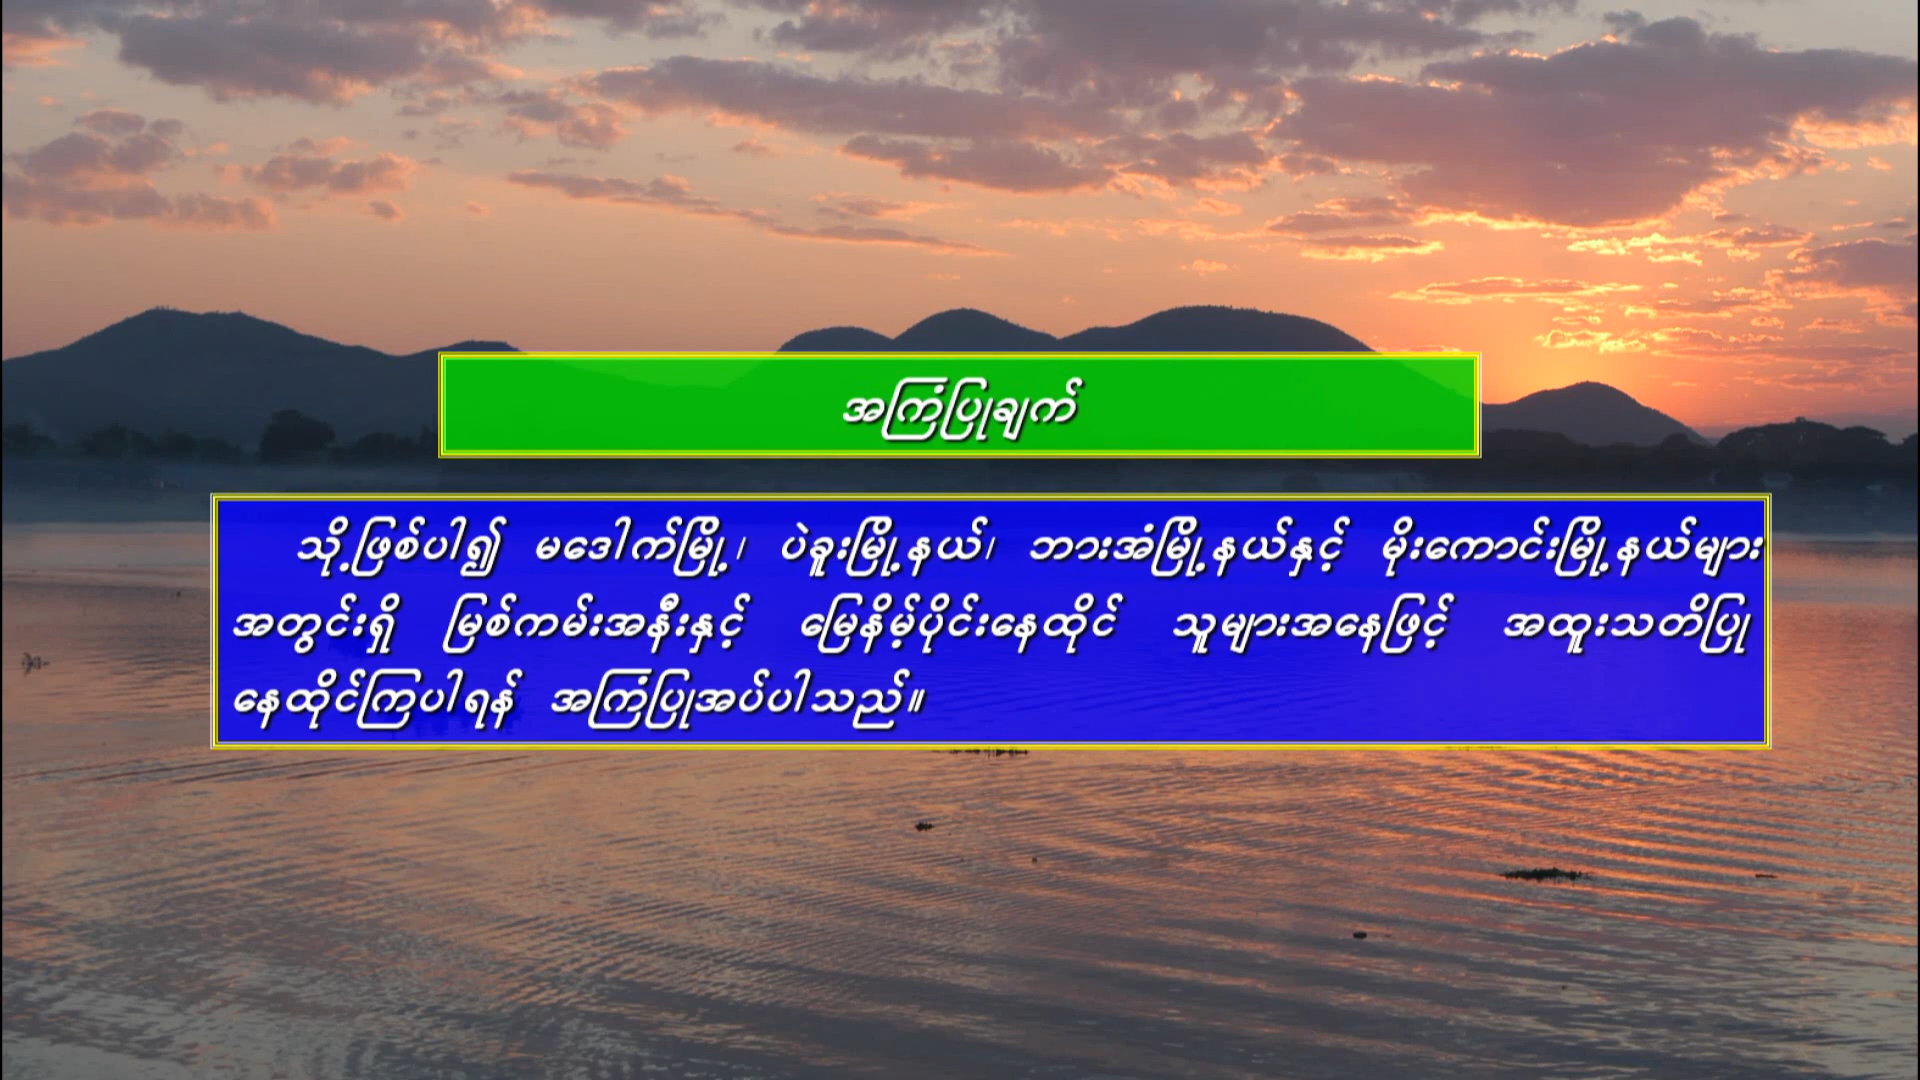 အကြံပြုချက်
သို့ဖြစ်ပါ၍ မဒေါက်မြို့၊ ပဲခူးမြို့နယ်၊ ဘားအံမြို့နယ်နှင့် မိုးကောင်းမြို့နယ်များ
အတွင်းရှိ မြစ်ကမ်းအနီးနှင့် မြေနိမ့်ပိုင်းနေထိုင် သူများအနေဖြင့် အထူးသတိပြု
နေထိုင်ကြပါရန် အကြံပြုအပ်ပါသည်။